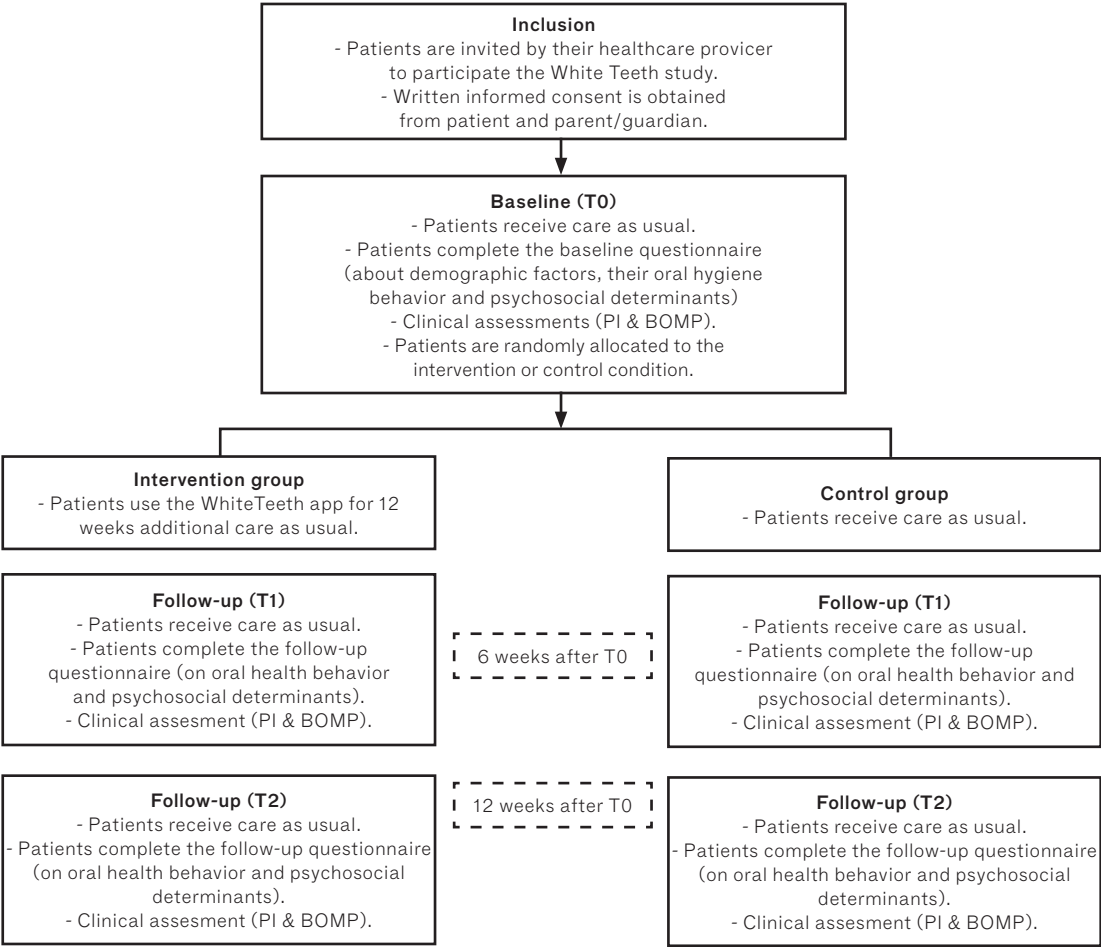 Inclusion
- Patients are invited by their healthcare provicer
to participate the White Teeth study.
- Written informed consent is obtained
from patient and parent/guardian.
Baseline (T0)
- Patients receive care as usual.
- Patients complete the baseline questionnaire
(about demographic factors, their oral hygiene
behavior and psychosocial determinants)
- Clinical assessments (PI & BOMP).
- Patients are randomly allocated to the
intervention or control condition.
Intervention group
- Patients use the WhiteTeeth app for 12
weeks additional care as usual.
Control group
- Patients receive care as usual.
Follow-up (T1)
- Patients receive care as usual.
- Patients complete the follow-up
questionnaire (on oral health behavior
and psychosocial determinants).
- Clinical assesment (PI & BOMP).
6 weeks after T0
Follow-up (T1)
- Patients receive care as usual.
- Patients complete the follow-up
questionnaire (on oral health behavior and
psychosocial determinants).
- Clinical assesment (PI & BOMP).
Follow-up (T2)
- Patients receive care as usual.
- Patients complete the follow-up questionnaire
(on oral health behavior and psychosocial
determinants).
- Clinical assesment (PI & BOMP).
12 weeks after T0
Follow-up (T2)
- Patients receive care as usual.
- Patients complete the follow-up questionnaire
(on oral health behavior and psychosocial
determinants).
- Clinical assesment (PI & BOMP).